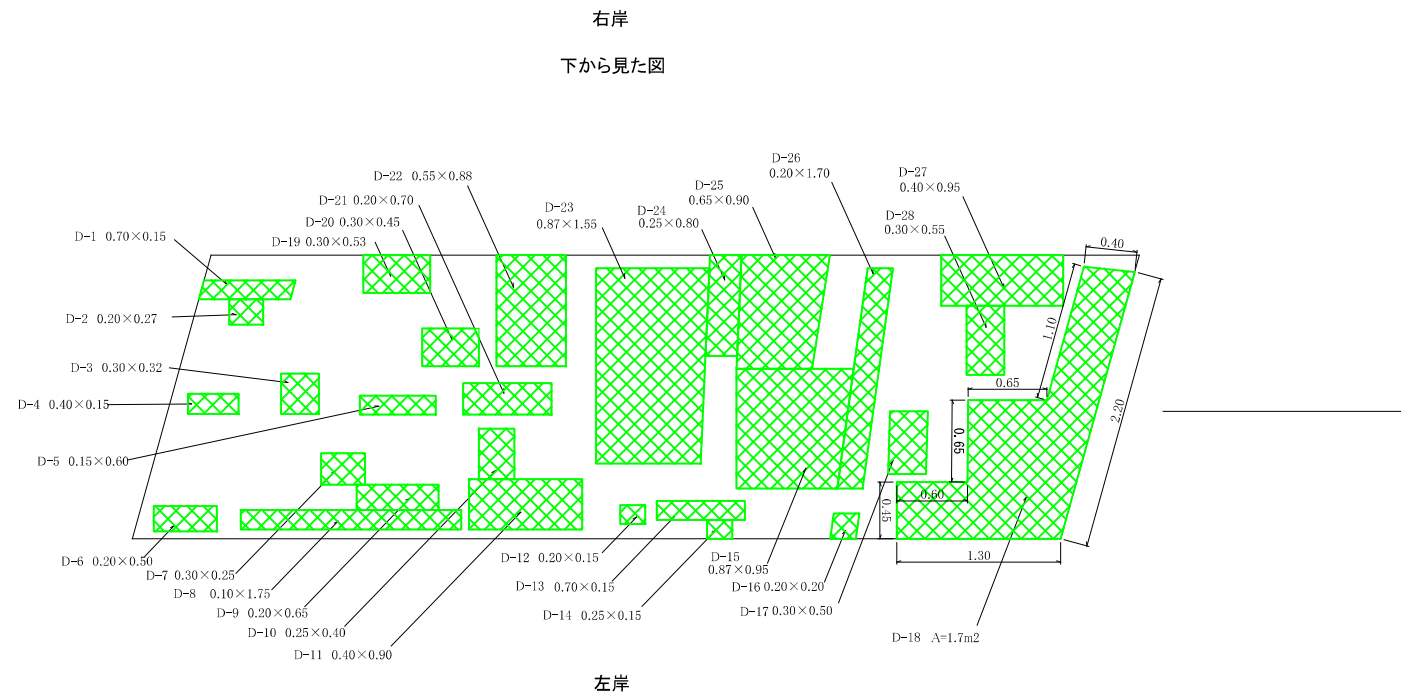 右岸
下から見た図
D-1 0.70×0.15
D-2 0.20×0.27
D-3 0.30×0.32
D-4 0.40×0.15
D-5 0.15×0.60
D-6 0.20×0.50
D-7 0.30×0.25
D-8 0.10×1.75
D-9 0.20×0.65
D-10 0.25×0.40
D-11 0.40×0.90
D-12 0.20×0.15
D-13 0.70×0.15
D-14 0.25×0.15
D-15
0.87×0.95
D-16 0.20×0.20
D-17 0.30×0.50
D-18 A=1.7m2
D-19 0.30×0.53
D-20 0.30×0.45
D-21 0.20×0.70
D-22 0.55×0.88
D-23
0.87×1.55
D-24
0.25×0.80
D-25
0.65×0.90
D-26
0.20×1.70
D-27
0.40×0.95
D-28
0.30×0.55
0.40
1.10
2.20
0.65
0.65
0.60
0.45
1.30
左岸